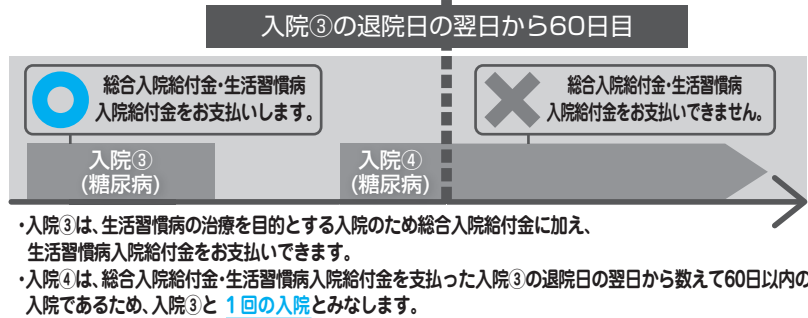 入院③の退院日の翌日から60日目
総合入院給付金・生活習慣病
入院給付金をお支払いします。
総合入院給付金・生活習慣病
入院給付金をお支払いできません。
入院③
(糖尿病)
入院④
(糖尿病)
・入院③は、生活習慣病の治療を目的とする入院のため総合入院給付金に加え、
生活習慣病入院給付金をお支払いできます。
・入院④は、総合入院給付金・生活習慣病入院給付金を支払った入院③の退院日の翌日から数えて60日以内の
入院であるため、入院③と 1回の入院とみなします。